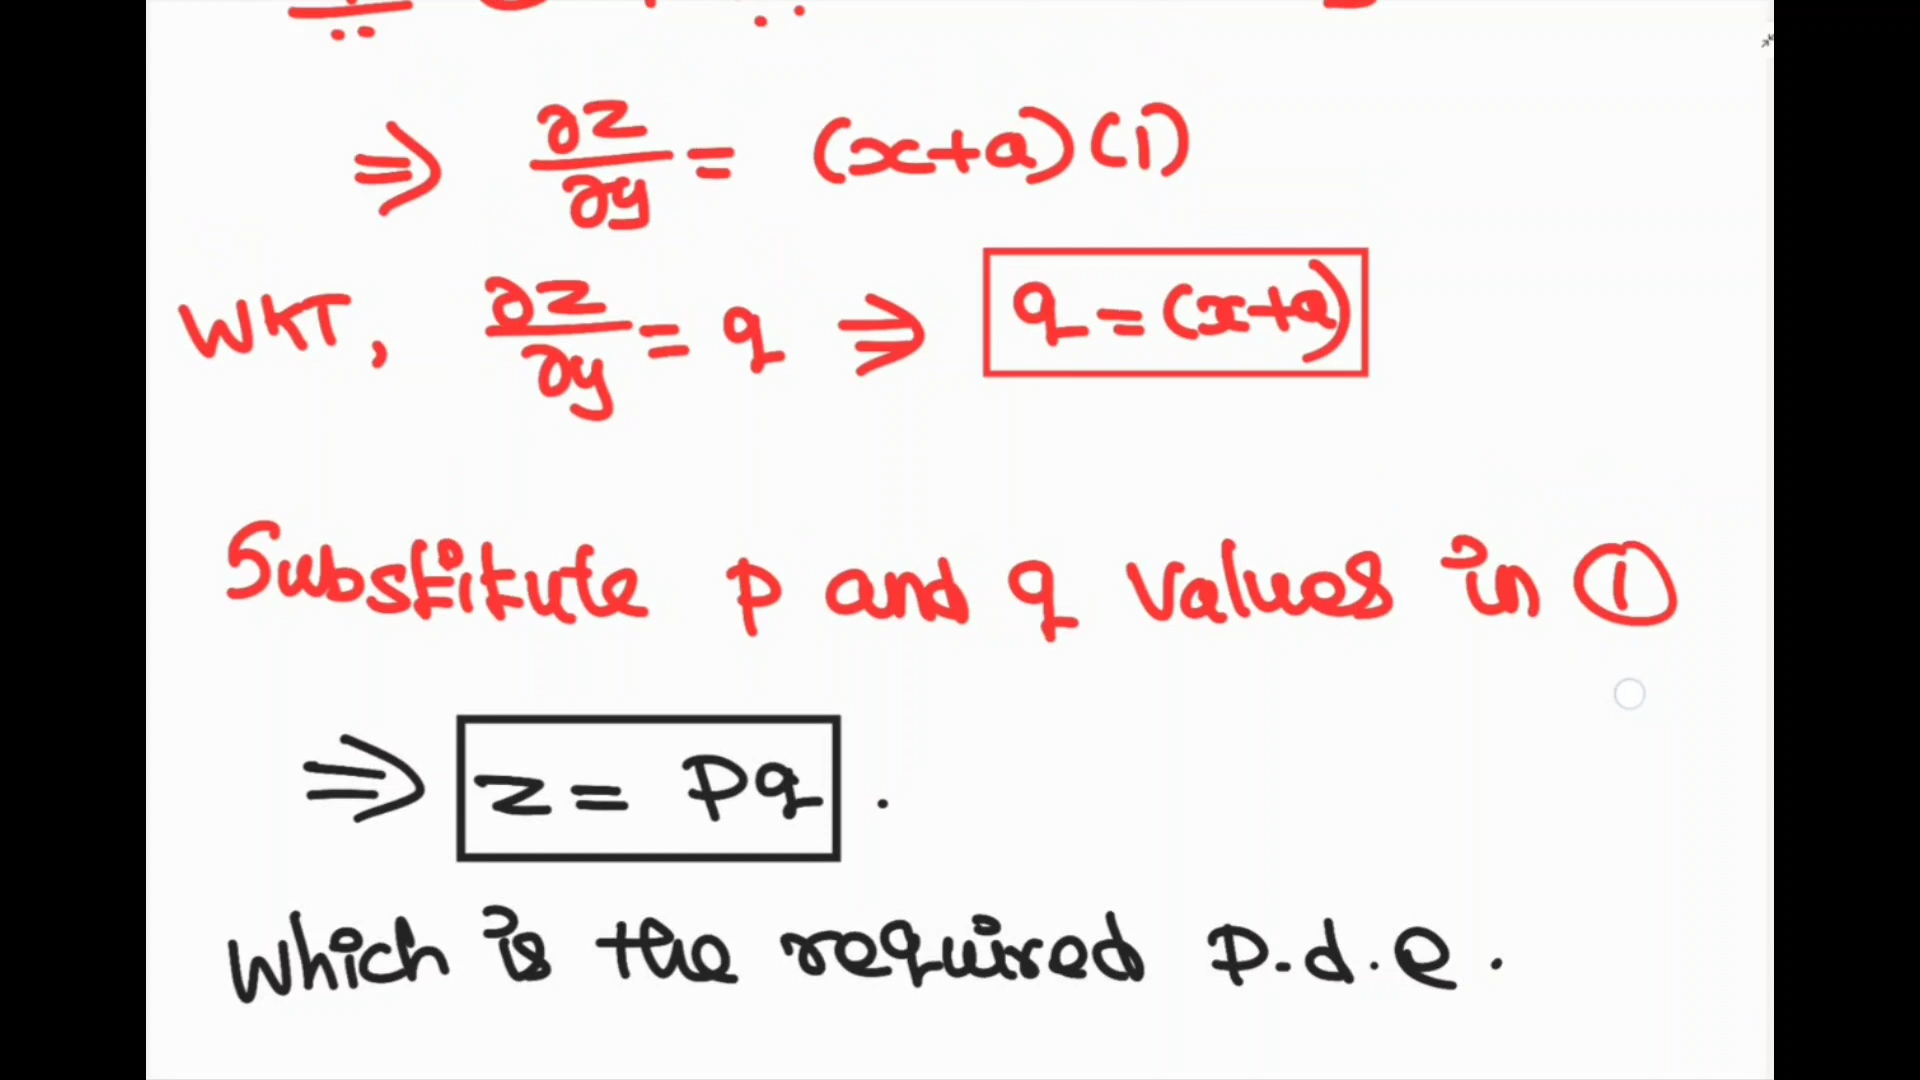 ⇒ ∂z/∂y = (x+a)(1)
WKT, ∂z/∂y = q ⇒ q = (x+a)
Substitute p and q values in ①
⇒ z = pq .
Which is the required p.d.e .